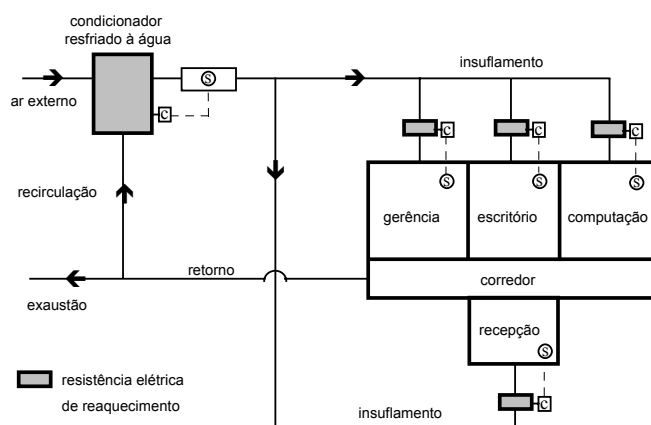 condicionador
resfriado à água
S
insuflamento
ar externo
C
C
C
C
recirculação
S
S
S
gerência
escritório
computação
retorno
corredor
exaustão
recepção
S
resistência elétrica
C
de reaquecimento
insuflamento